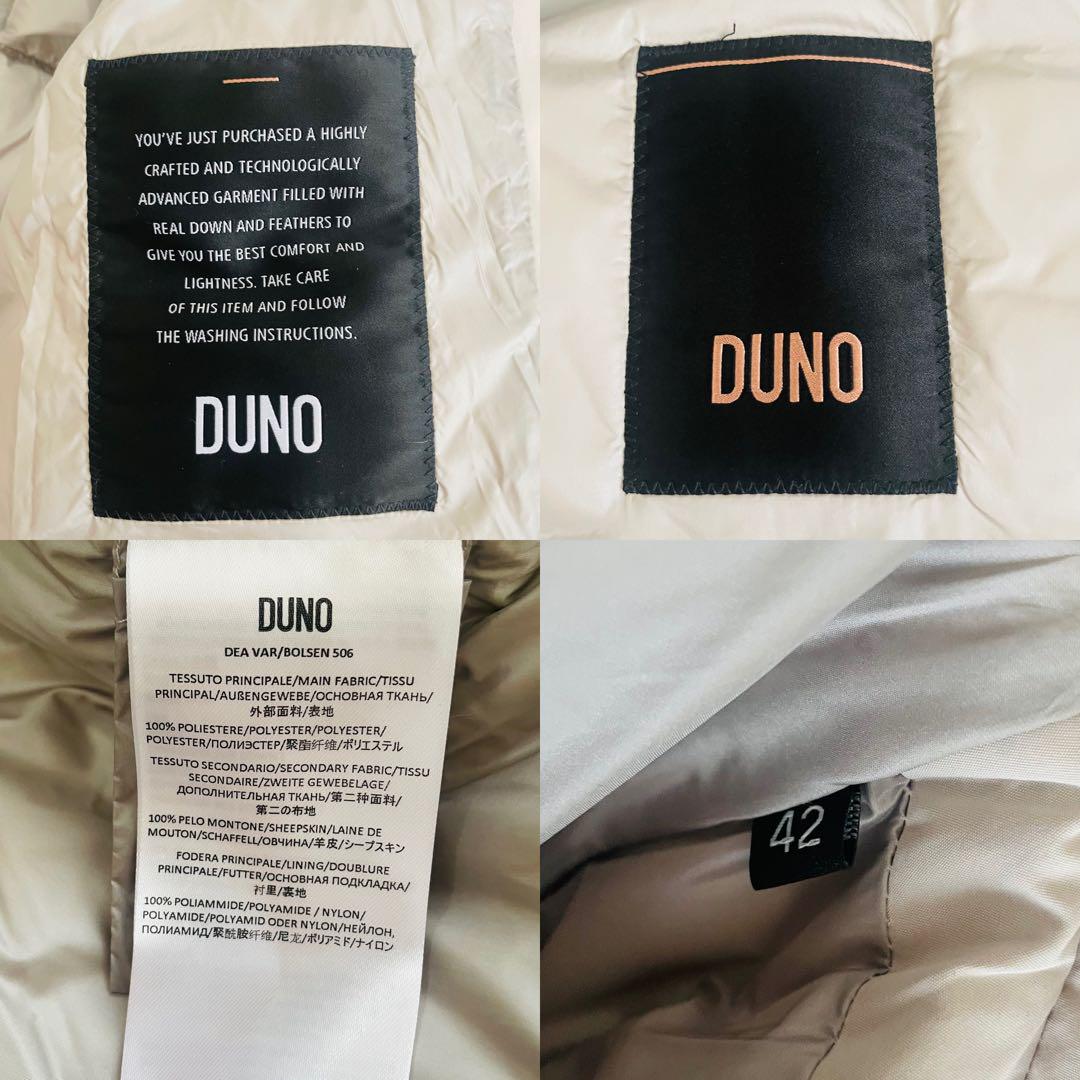 YOU'VE JUST PURCHASED A HIGHLY
CRAFTED AND TECHNOLOGICALLY
ADVANCED GARMENT FILLED WITH
REAL DOWN AND FEATHERS TO
GIVE YOU THE BEST COMFORT AND
LIGHTNESS. TAKE CARE
OF THIS ITEM AND FOLLOW
THE WASHING INSTRUCTIONS.
DUNO
DUNO
DUNO
DEA VAR/BOLSEN 506
TESSUTO PRINCIPALE/MAIN FABRIC/TISSU
PRINCIPAL/AUßENGEWEBE/ОСНОВНАЯ ТКАНЬ/
外部面料/表地
100% POLIESTERE/POLYESTER/POLYESTER/
POLYESTER/ПОЛИЭСТЕР/聚酯纤维/ポリエステル
TESSUTO SECONDARIO/SECONDARY FABRIC/TISSU
SECONDAIRE/ZWEITE GEWEBELAGE/
ДОПОЛНИТЕЛЬНАЯ ТКАНЬ/第二种面料/
第二の布地
100% PELO MONTONE/SHEEPSKIN/LAINE DE
MOUTON/SCHAFFELL/ОВЧИНА/羊皮/シープスキン
FODERA PRINCIPALE/LINING/DOUBLURE
PRINCIPALE/FUTTER/ОСНОВНАЯ ПОДКЛАДКА/
衬里/裏地
100% POLIAMMIDE/POLYAMIDE / NYLON/
POLYAMIDE/POLYAMID ODER NYLON/НЕЙЛОН,
ПОЛИАМИД/聚酰胺纤维/尼龙/ポリアミド/ナイロン
42